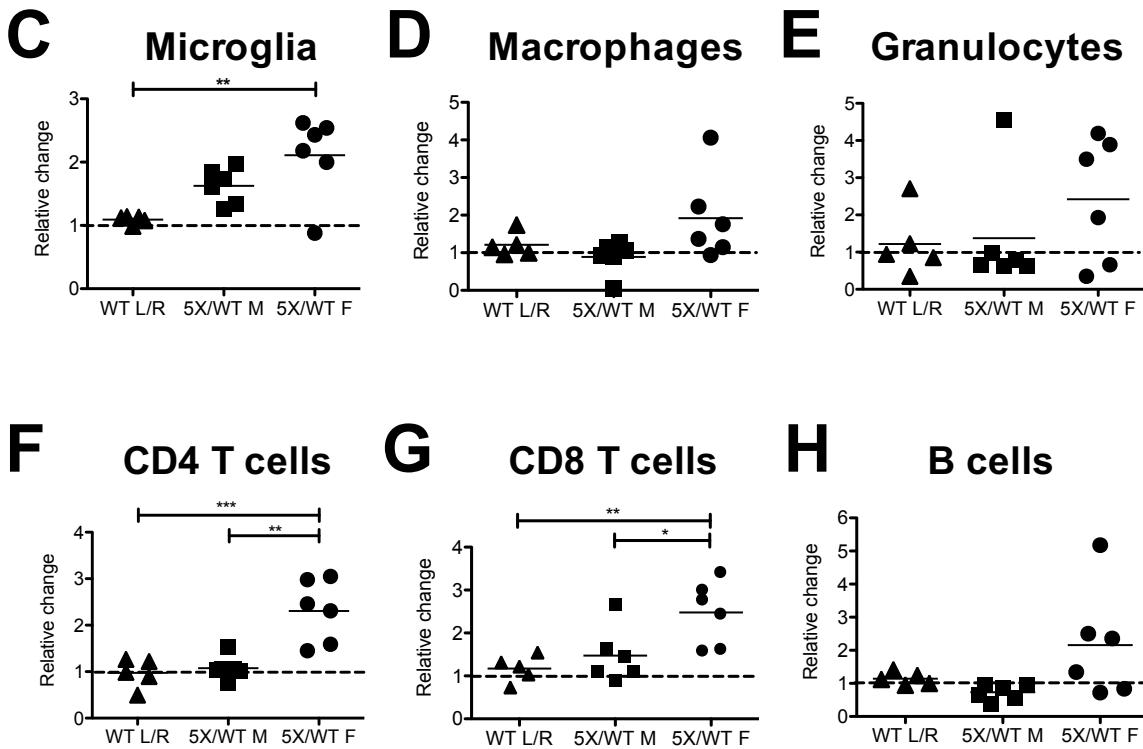 C Microglia
**
Relative change
3
2
1
0
WT L/R 5X/WT M 5X/WT F
D Macrophages
Relative change
5
4
3
2
1
0
WT L/R 5X/WT M 5X/WT F
E Granulocytes
Relative change
5
4
3
2
1
0
WT L/R 5X/WT M 5X/WT F
F CD4 T cells
***
**
Relative change
4
3
2
1
0
WT L/R 5X/WT M 5X/WT F
G CD8 T cells
**
*
Relative change
4
3
2
1
0
WT L/R 5X/WT M 5X/WT F
H B cells
Relative change
6
5
4
3
2
1
0
WT L/R 5X/WT M 5X/WT F